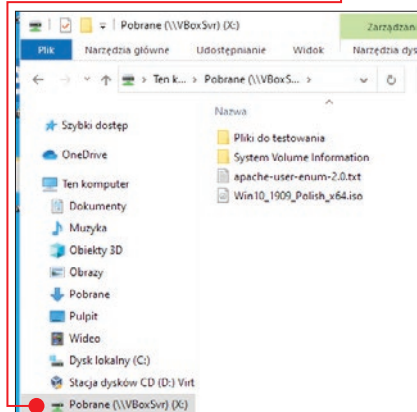 Pobrane (\\VBoxSvr) (X:)
Zarządzan
Plik Narzędzia główne Udostępnianie Widok Narzędzia dys
Ten k... Pobrane (\\VBoxS...
Nazwa
Szybki dostęp
OneDrive
Ten komputer
Dokumenty
Muzyka
Obiekty 3D
Obrazy
Pobrane
Pulpit
Wideo
Dysk lokalny (C:)
Stacja dysków CD (D:) Virt
Pobrane (\\VBoxSvr) (X:)
Pliki do testowania
System Volume Information
apache-user-enum-2.0.txt
Win10_1909_Polish_x64.iso